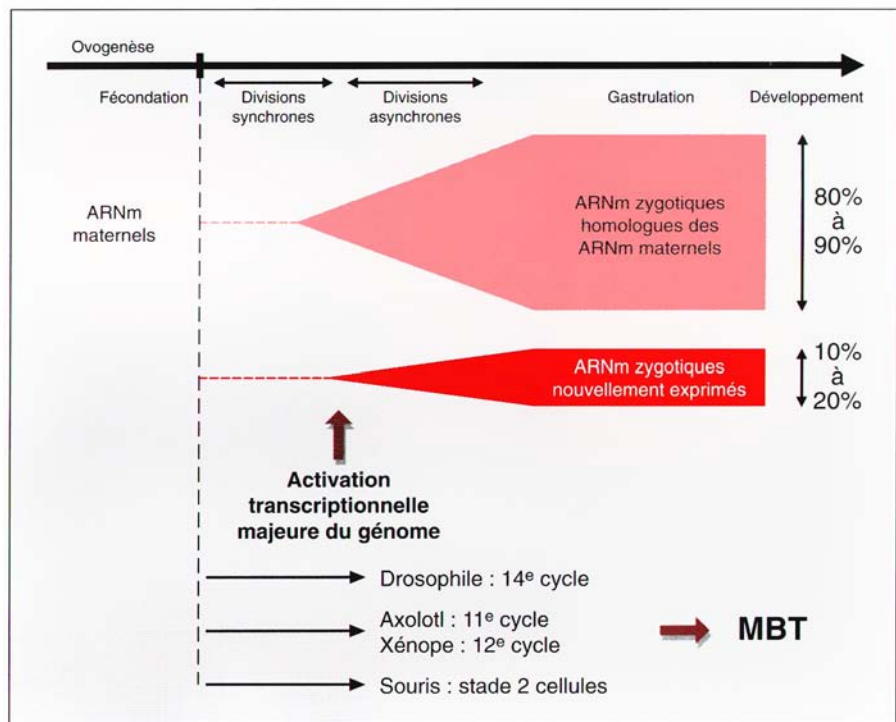 Ovogenèse
Fécondation
Divisions
synchrones
Divisions
asynchrones
Gastrulation
Développement
ARNm
maternels
ARNm zygotiques
homologues des
ARNm maternels
80%
à
90%
ARNm zygotiques
nouvellement exprimés
10%
à
20%
Activation
transcriptionnelle
majeure du génome
Drosophile : 14e cycle
Axolotl : 11e cycle
Xénope : 12e cycle
MBT
Souris : stade 2 cellules